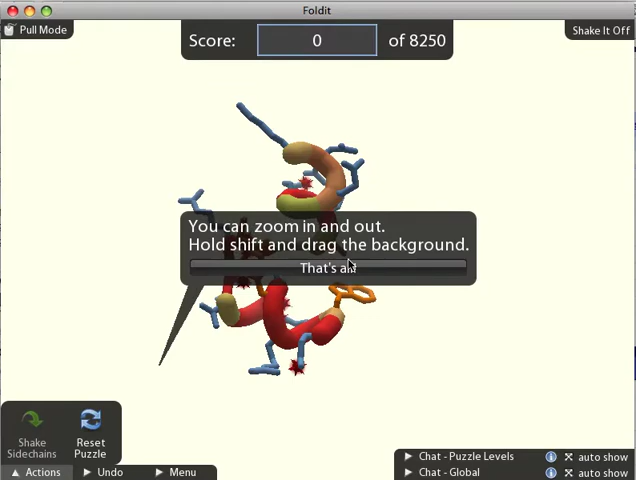 Foldit
Pull Mode
Score: 0 of 8250
Shake It Off
You can zoom in and out.
Hold shift and drag the background.
That's all
Shake Sidechains
Reset Puzzle
Actions
Undo
Menu
Chat - Puzzle Levels
auto show
Chat - Global
auto show